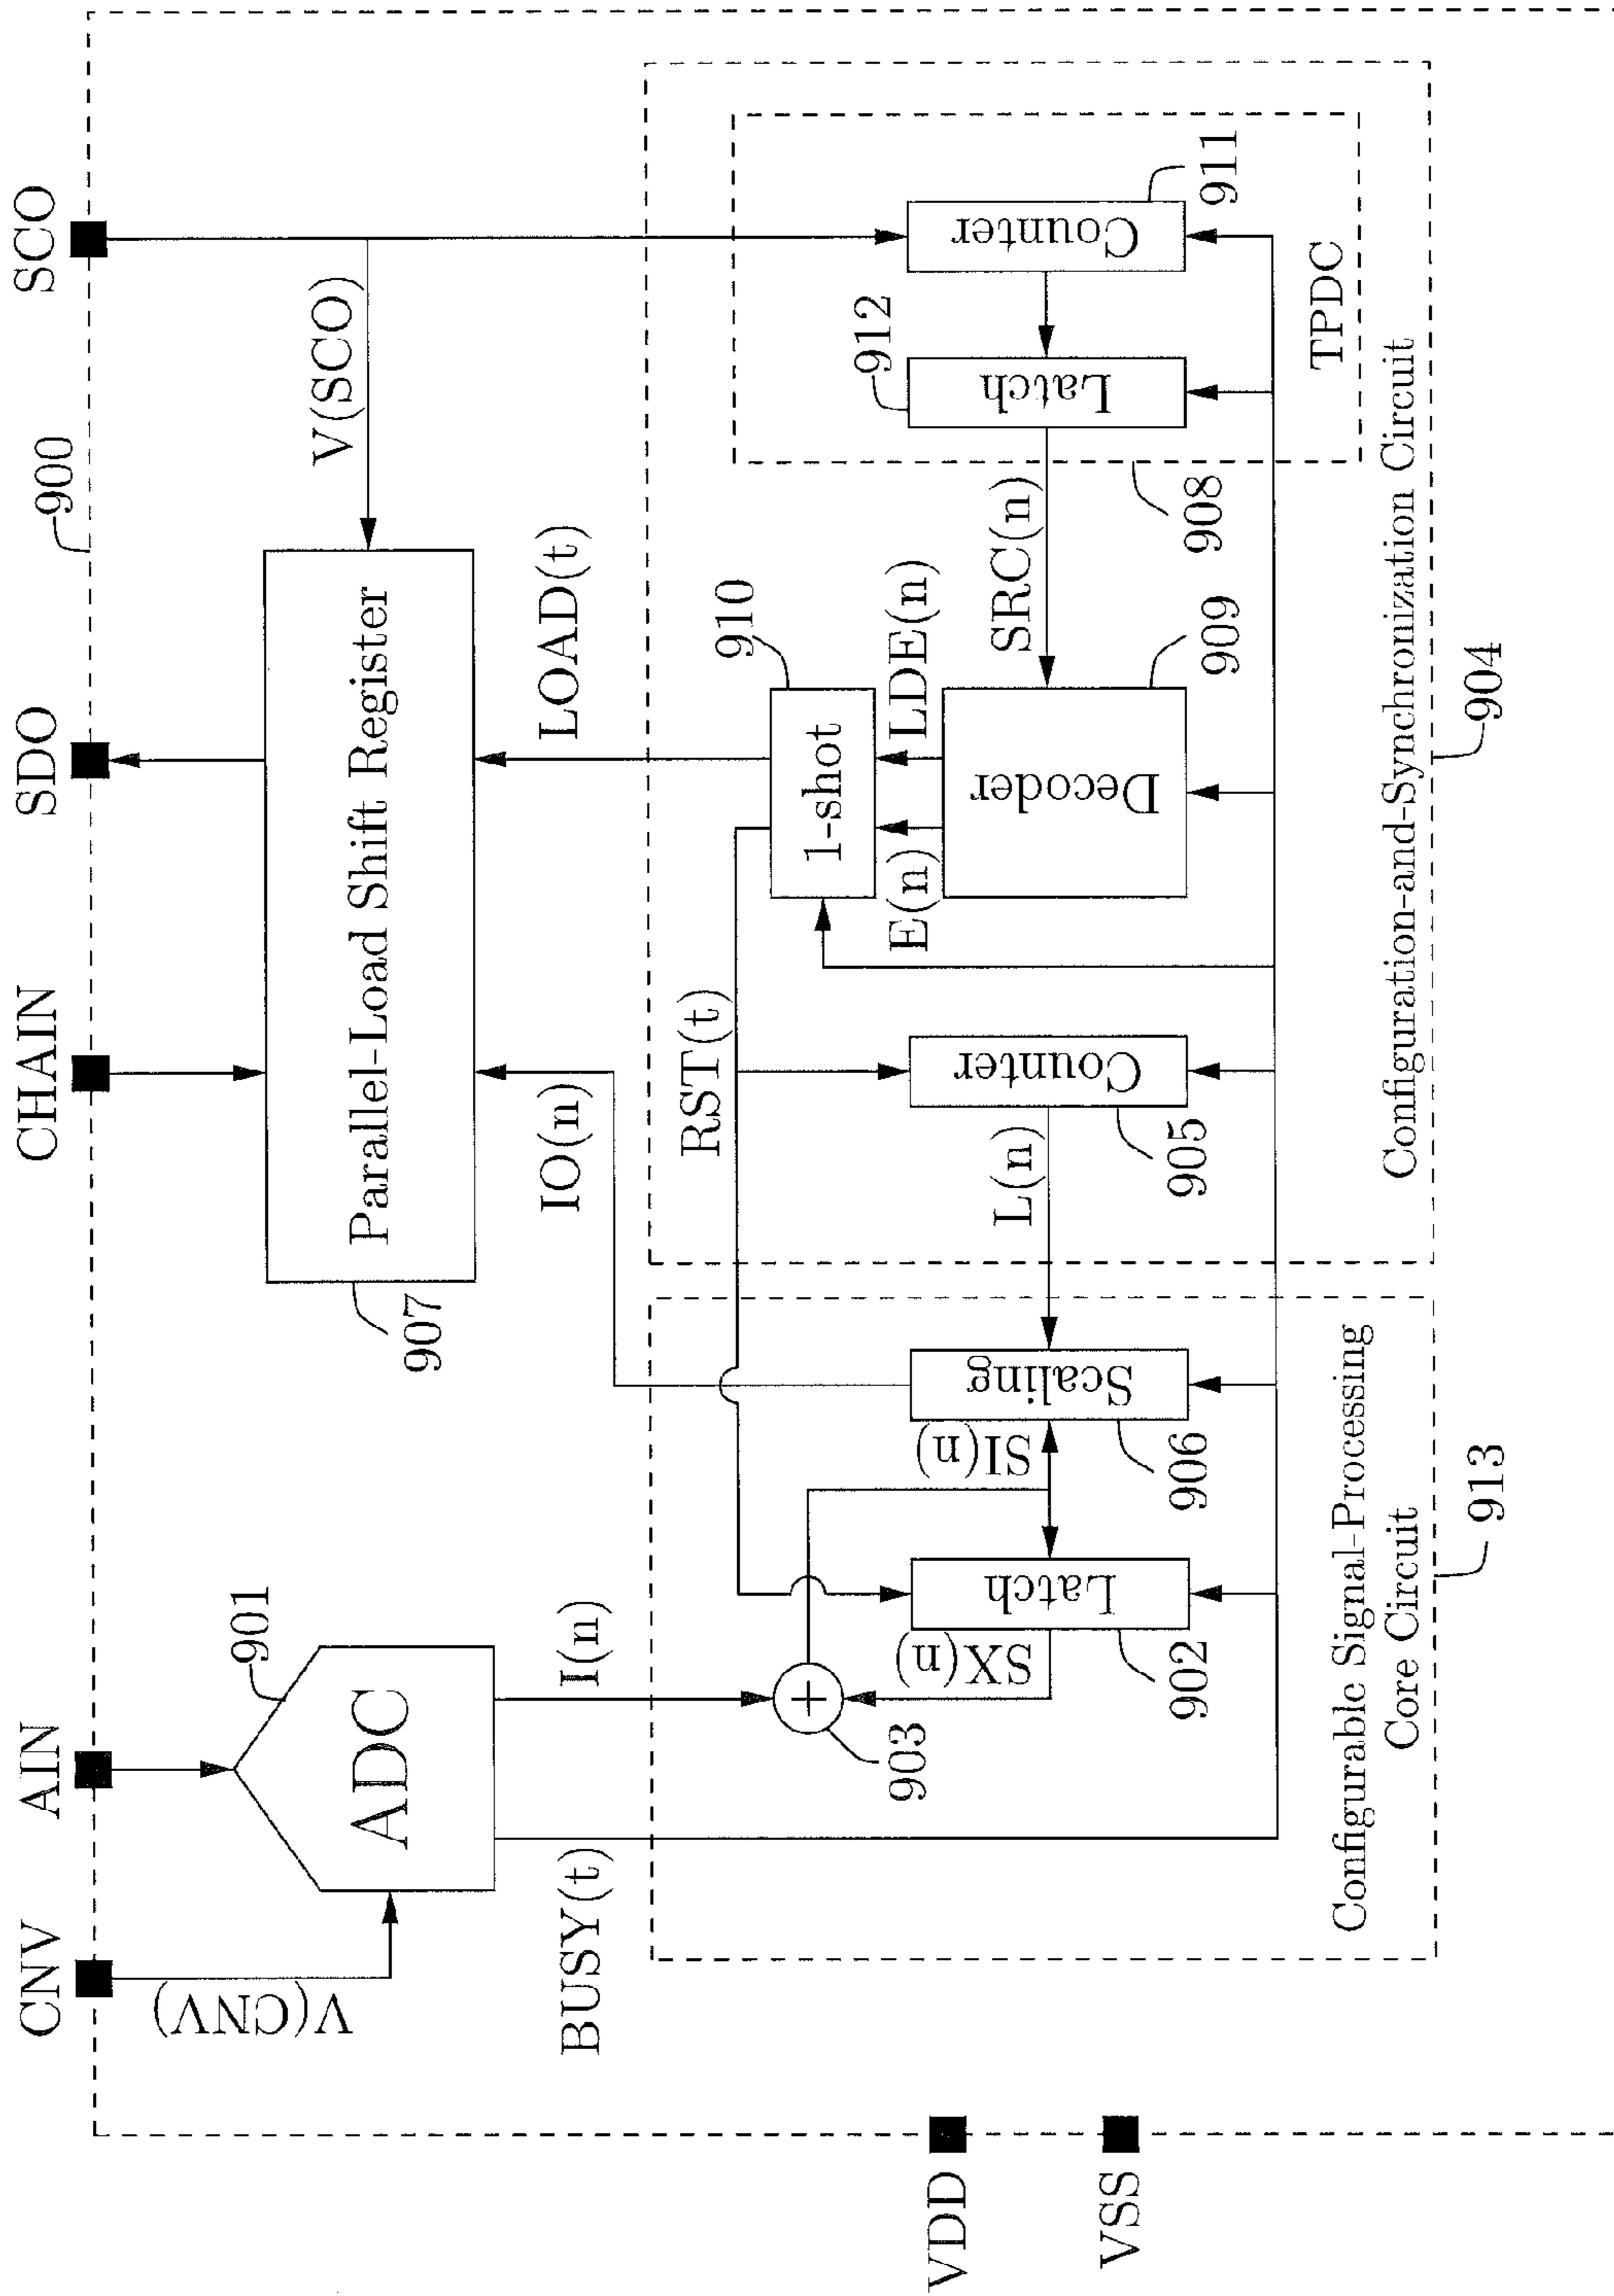 SCO
SDO
CHAIN
AIN
CNV
900
V(SCO)
Parallel-Load Shift Register
907
901
ADC
V(CNV)
LOAD(t)
IO(n)
I(n)
BUSY(t)
910
1-shot
RST(t)
LDE(n)
E(n)
Decoder
909
SRC(n)
912
Latch
Counter
911
908
TPDC
Counter
905
L(n)
Scaling
906
SI(n)
Latch
902
SX(n)
903
Configuration-and-Synchronization Circuit
904
Configurable Signal-Processing
Core Circuit
913
VDD
VSS